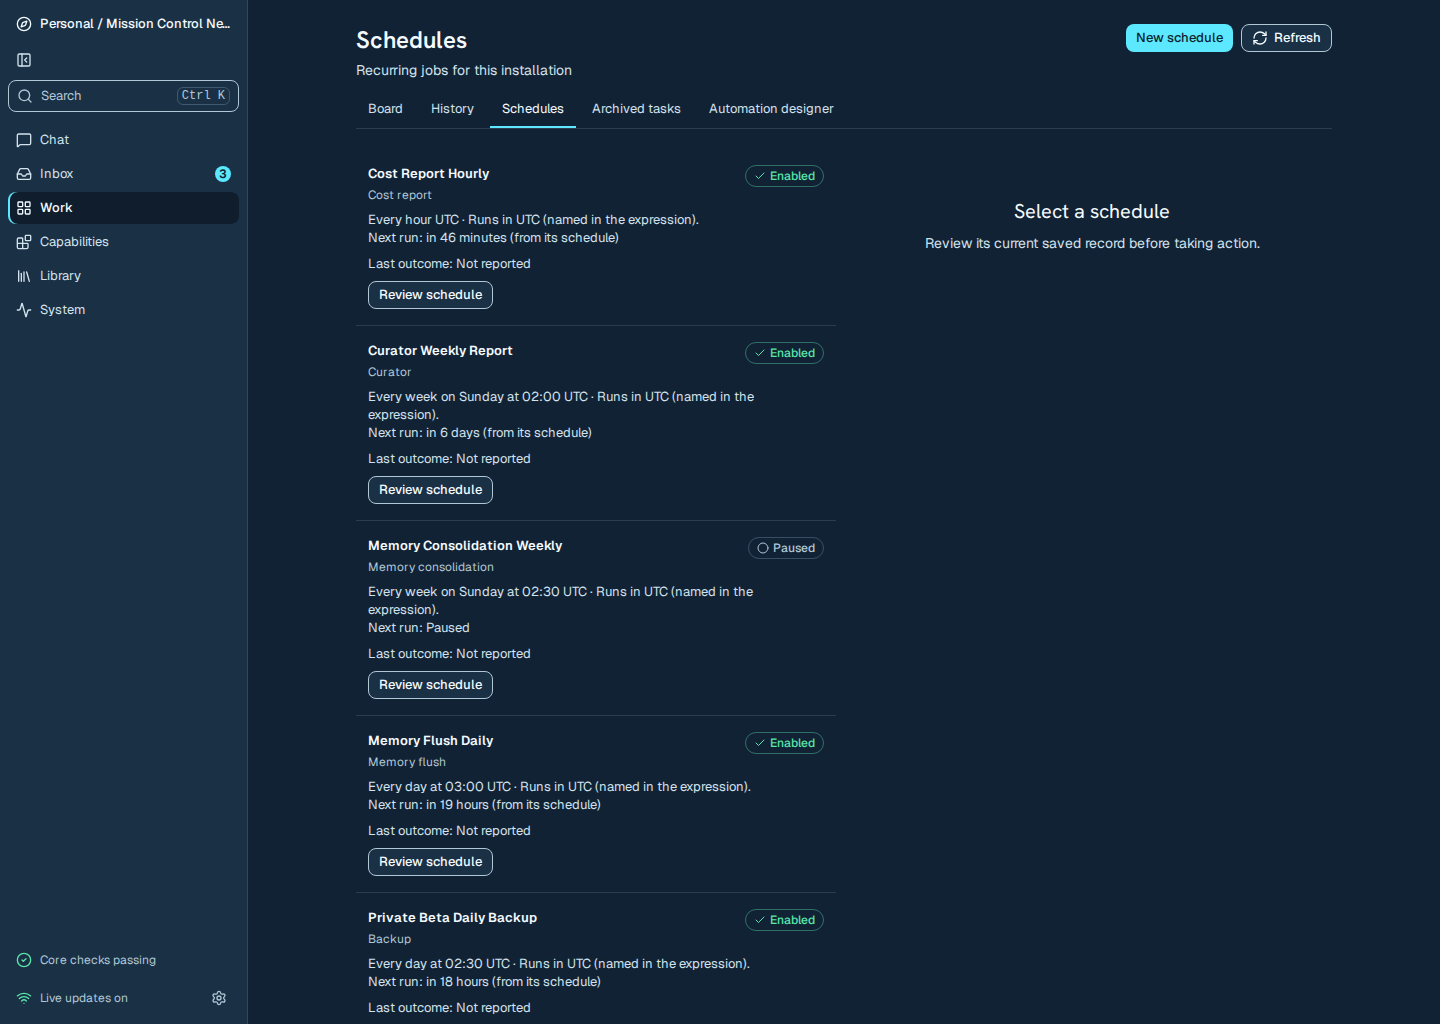 Personal / Mission Control Ne...
Search
Ctrl K
Chat
Inbox
3
Work
Capabilities
Library
System
Core checks passing
Live updates on
Schedules
Recurring jobs for this installation
New schedule
Refresh
Board
History
Schedules
Archived tasks
Automation designer
Cost Report Hourly
Enabled
Cost report
Every hour UTC · Runs in UTC (named in the expression).
Next run: in 46 minutes (from its schedule)
Last outcome: Not reported
Review schedule
Curator Weekly Report
Enabled
Curator
Every week on Sunday at 02:00 UTC · Runs in UTC (named in the
expression).
Next run: in 6 days (from its schedule)
Last outcome: Not reported
Review schedule
Memory Consolidation Weekly
Paused
Memory consolidation
Every week on Sunday at 02:30 UTC · Runs in UTC (named in the
expression).
Next run: Paused
Last outcome: Not reported
Review schedule
Memory Flush Daily
Enabled
Memory flush
Every day at 03:00 UTC · Runs in UTC (named in the expression).
Next run: in 19 hours (from its schedule)
Last outcome: Not reported
Review schedule
Private Beta Daily Backup
Enabled
Backup
Every day at 02:30 UTC · Runs in UTC (named in the expression).
Next run: in 18 hours (from its schedule)
Last outcome: Not reported
Select a schedule
Review its current saved record before taking action.